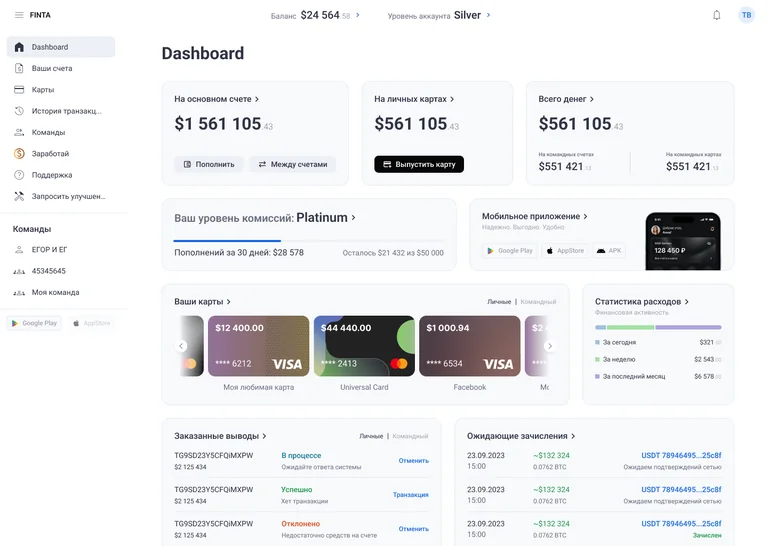 FINTA
Баланс $24 564.58
Уровень аккаунта Silver
TB
Dashboard
Ваши счета
Карты
История транзакц...
Команды
Заработай
Поддержка
Запросить улучшен...
Команды
ЕГОР И ЕГ
45345645
Моя команда
Google Play
AppStore
Dashboard
На основном счете
$1 561 105.43
Пополнить
Между счетами
На личных картах
$561 105.43
Выпустить карту
Всего денег
$561 105.43
На командных счетах
$551 421.13
На командных картах
$551 421.13
Ваш уровень комиссий: Platinum
Пополнений за 30 дней: $28 578
Осталось $21 432 из $50 000
Мобильное приложение
Надежно. Выгодно. Удобно
Google Play
AppStore
APK
128 450 ₽
Ваши карты
Личные | Командный
$12 400.00
**** 6212
VISA
Моя любимая карта
$44 440.00
**** 2413
Universal Card
$1 000.94
**** 6534
VISA
Facebook
Статистика расходов
Финансовая активность
За сегодня $321.00
За неделю $2 543.00
За последний месяц $6 578.00
Заказанные выводы
Личные | Командный
TG9SD23Y5CFQiMXPW
$2 125 434
В процессе
Ожидайте ответа системы
Отменить
TG9SD23Y5CFQiMXPW
$2 125 434
Успешно
Хет транзакции
Транзакция
TG9SD23Y5CFQiMXPW
$2 125 434
Отклонено
Недостаточно средств на счете
Отменить
Ожидающие зачисления
23.09.2023
15:00
~$132 324
0.0762 BTC
USDT 78946495...25c8f
Ожидаем подтверждений сетью
23.09.2023
15:00
~$132 324
0.0762 BTC
USDT 78946495...25c8f
Ожидаем подтверждений сетью
23.09.2023
15:00
~$132 324
0.0762 BTC
USDT 78946495...25c8f
Зачислен